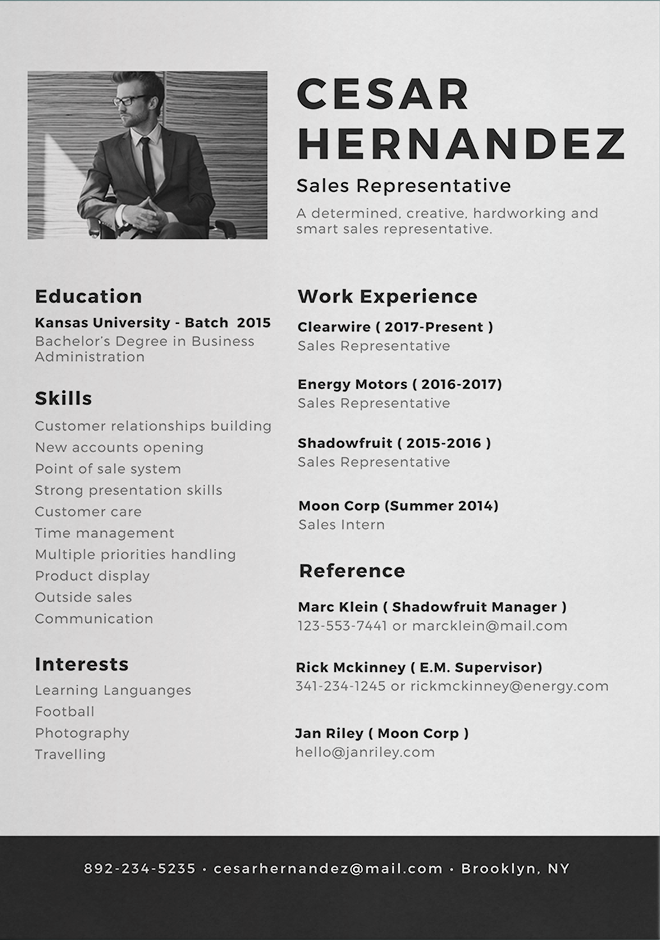 CESAR
HERNANDEZ
Sales Representative
A determined, creative, hardworking and
smart sales representative.
Education
Kansas University - Batch  2015
Bachelor's Degree in Business
Administration
Skills
Customer relationships building
New accounts opening
Point of sale system
Strong presentation skills
Customer care
Time management
Multiple priorities handling
Product display
Outside sales
Communication
Interests
Learning Languanges
Football
Photography
Travelling
Work Experience
Clearwire ( 2017-Present )
Sales Representative
Energy Motors ( 2016-2017)
Sales Representative
Shadowfruit ( 2015-2016 )
Sales Representative
Moon Corp (Summer 2014)
Sales Intern
Reference
Marc Klein ( Shadowfruit Manager )
123-553-7441 or marcklein@mail.com
Rick Mckinney ( E.M. Supervisor)
341-234-1245 or rickmckinney@energy.com
Jan Riley ( Moon Corp )
hello@janriley.com
892-234-5235 • cesarhernandez@mail.com • Brooklyn, NY